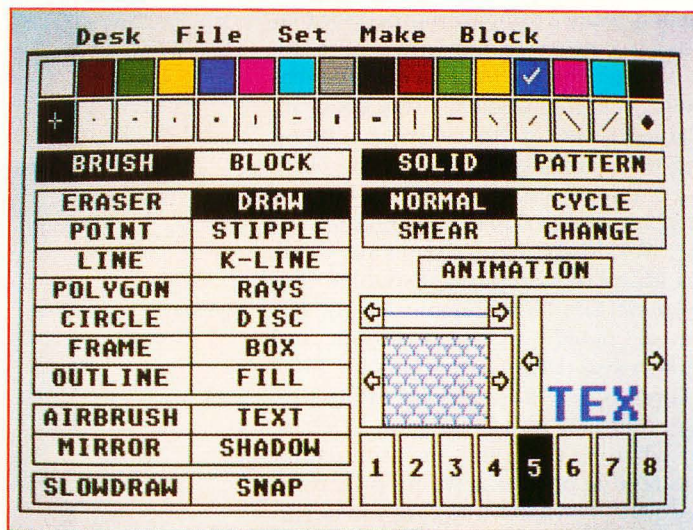 Desk File Set Make Block
BRUSH BLOCK SOLID PATTERN
ERASER DRAW NORMAL CYCLE
POINT STIPPLE SMEAR CHANGE
LINE K-LINE
ANIMATION
POLYGON RAYS
CIRCLE DISC
FRAME BOX
OUTLINE FILL
TEX
AIRBRUSH TEXT
MIRROR SHADOW
1 2 3 4 5 6 7 8
SLOWDRAW SNAP